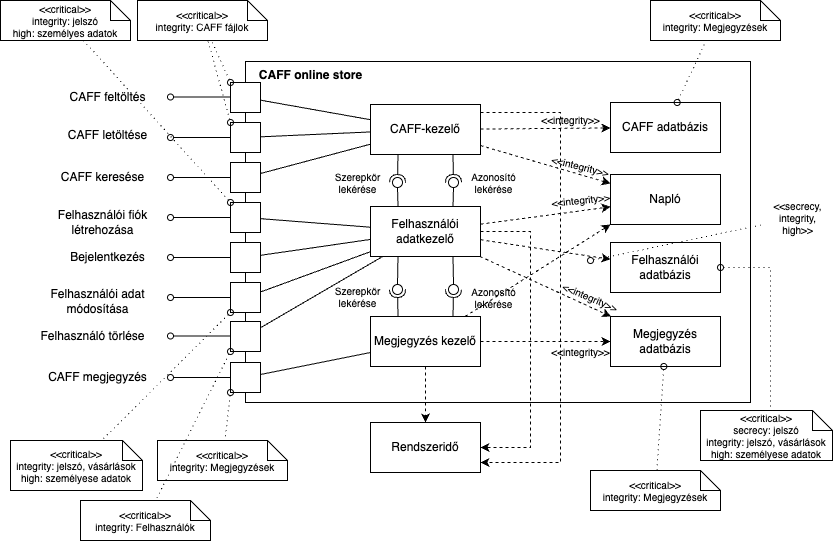 <<critical>>
integrity: jelszó
high: személyes adatok
<<critical>>
integrity: CAFF fájlok
<<critical>>
integrity: Megjegyzések
CAFF online store
CAFF feltöltés
CAFF letöltése
CAFF keresése
Felhasználói fiók
létrehozása
Bejelentkezés
Felhasználói adat
módosítása
Felhasználó törlése
CAFF megjegyzés
CAFF-kezelő
Szerepkör
lekérése
Azonosító
lekérése
Felhasználói
adatkezelő
Szerepkör
lekérése
Azonosító
lekérése
Megjegyzés kezelő
Rendszeridő
<<integrity>>
<<integrity>>
<<integrity>>
<<secrecy,
integrity,
high>>
<<integrity>>
<<integrity>>
CAFF adatbázis
Napló
Felhasználói
adatbázis
Megjegyzés
adatbázis
<<critical>>
integrity: jelszó, vásárlások
high: személyese adatok
<<critical>>
integrity: Megjegyzések
<<critical>>
integrity: Felhasználók
<<critical>>
integrity: Megjegyzések
<<critical>>
secrecy: jelszó
integrity: jelszó, vásárlások
high: személyese adatok